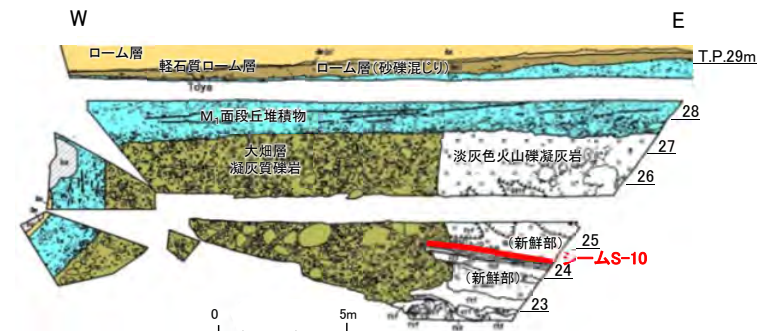 W
E
ローム層
軽石質ローム層
ローム層(砂礫混じり)
T.P.29m
Tdya
M₁面段丘堆積物
28
大畑層
凝灰質礫岩
淡灰色火山礫凝灰岩
27
26
(新鮮部)
25
シームS-10
24
(新鮮部)
23
0
5m